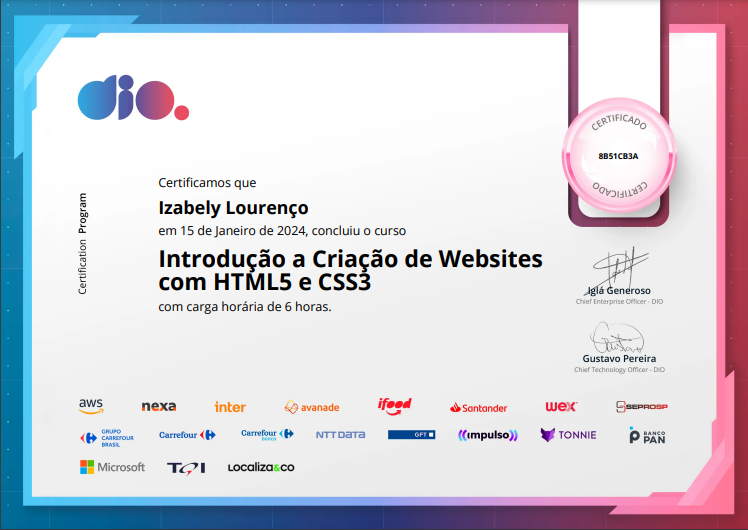 dio.
CERTIFICADO
8B51CB3A
CERTIFICADO
Certification Program
Certificamos que
Izabely Lourenço
em 15 de Janeiro de 2024, concluiu o curso
Introdução a Criação de Websites
com HTML5 e CSS3
com carga horária de 6 horas.
Iglá Generoso
Chief Enterprise Officer - DIO
Gustavo Pereira
Chief Technology Officer - DIO
aws nexa inter avanade ifood Santander wex SEPROSP
GRUPO CARREFOUR BRASIL Carrefour Carrefour banco NTT DATA GFT impulso TONNIE BANCO PAN
Microsoft TQI Localiza&co